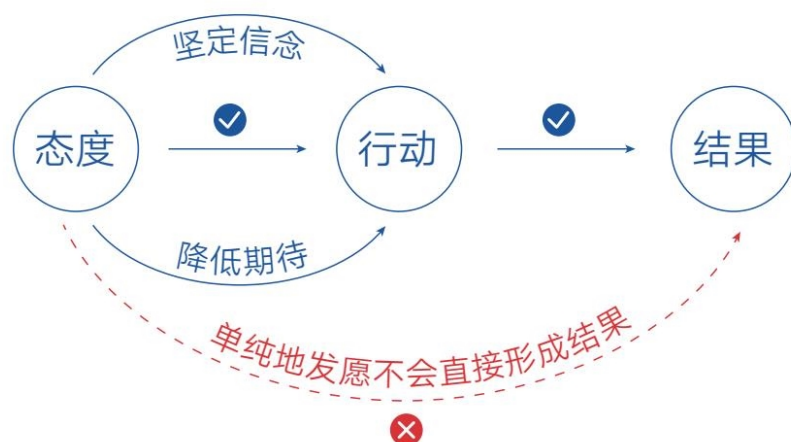 坚定信念
态度
行动
结果
降低期待
单纯地发愿不会直接形成结果